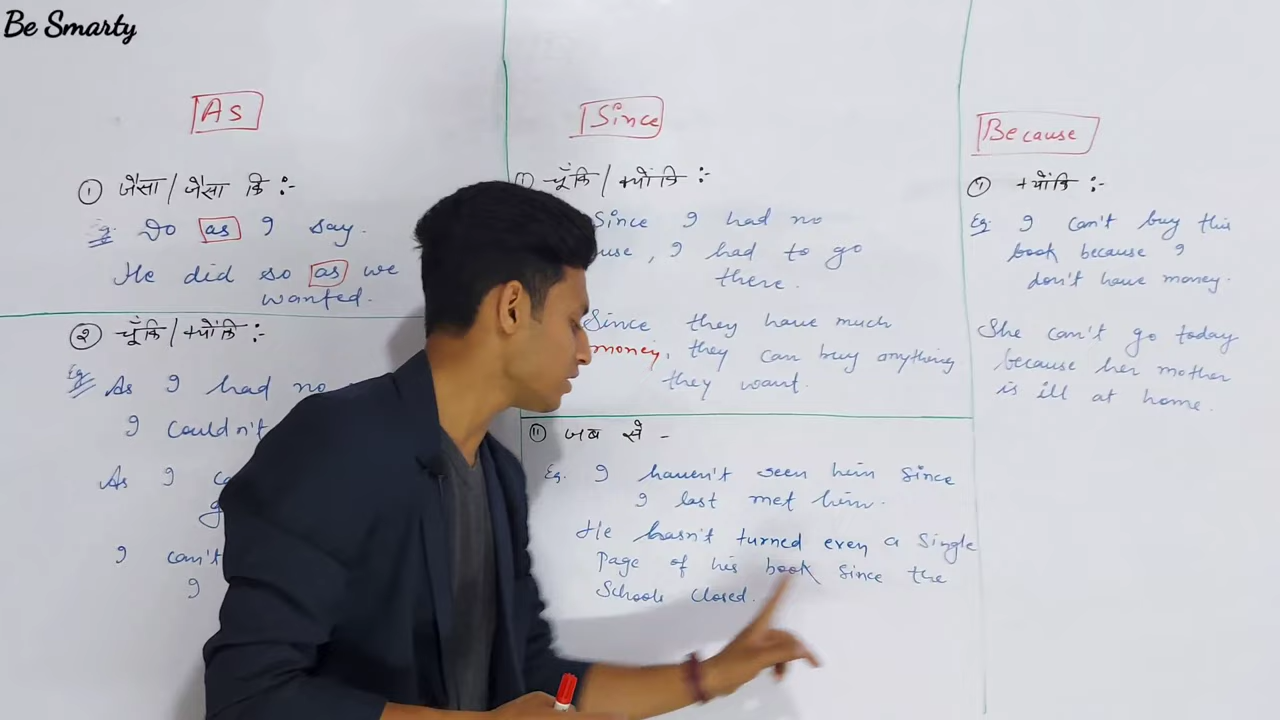 Be Smarty
As
① जैसा / जैसा कि :-
Eg. Do as I say.
He did so as we
wanted.
② चूँकि / क्योंकि :-
Eg. As I had no
I couldn't
As I
I can't
I
Since
① चूँकि / क्योंकि :-
Since I had no
, I had to go
there.
Since they have much
money, they can buy anything
they want.
⑪ जब से -
Eg. I haven't seen him since
I last met him.
He hasn't turned even a single
page of his book since the
Schools closed.
Because
① क्योंकि :-
Eg. I can't buy this
book because I
don't have money.
She can't go today
because her mother
is ill at home.